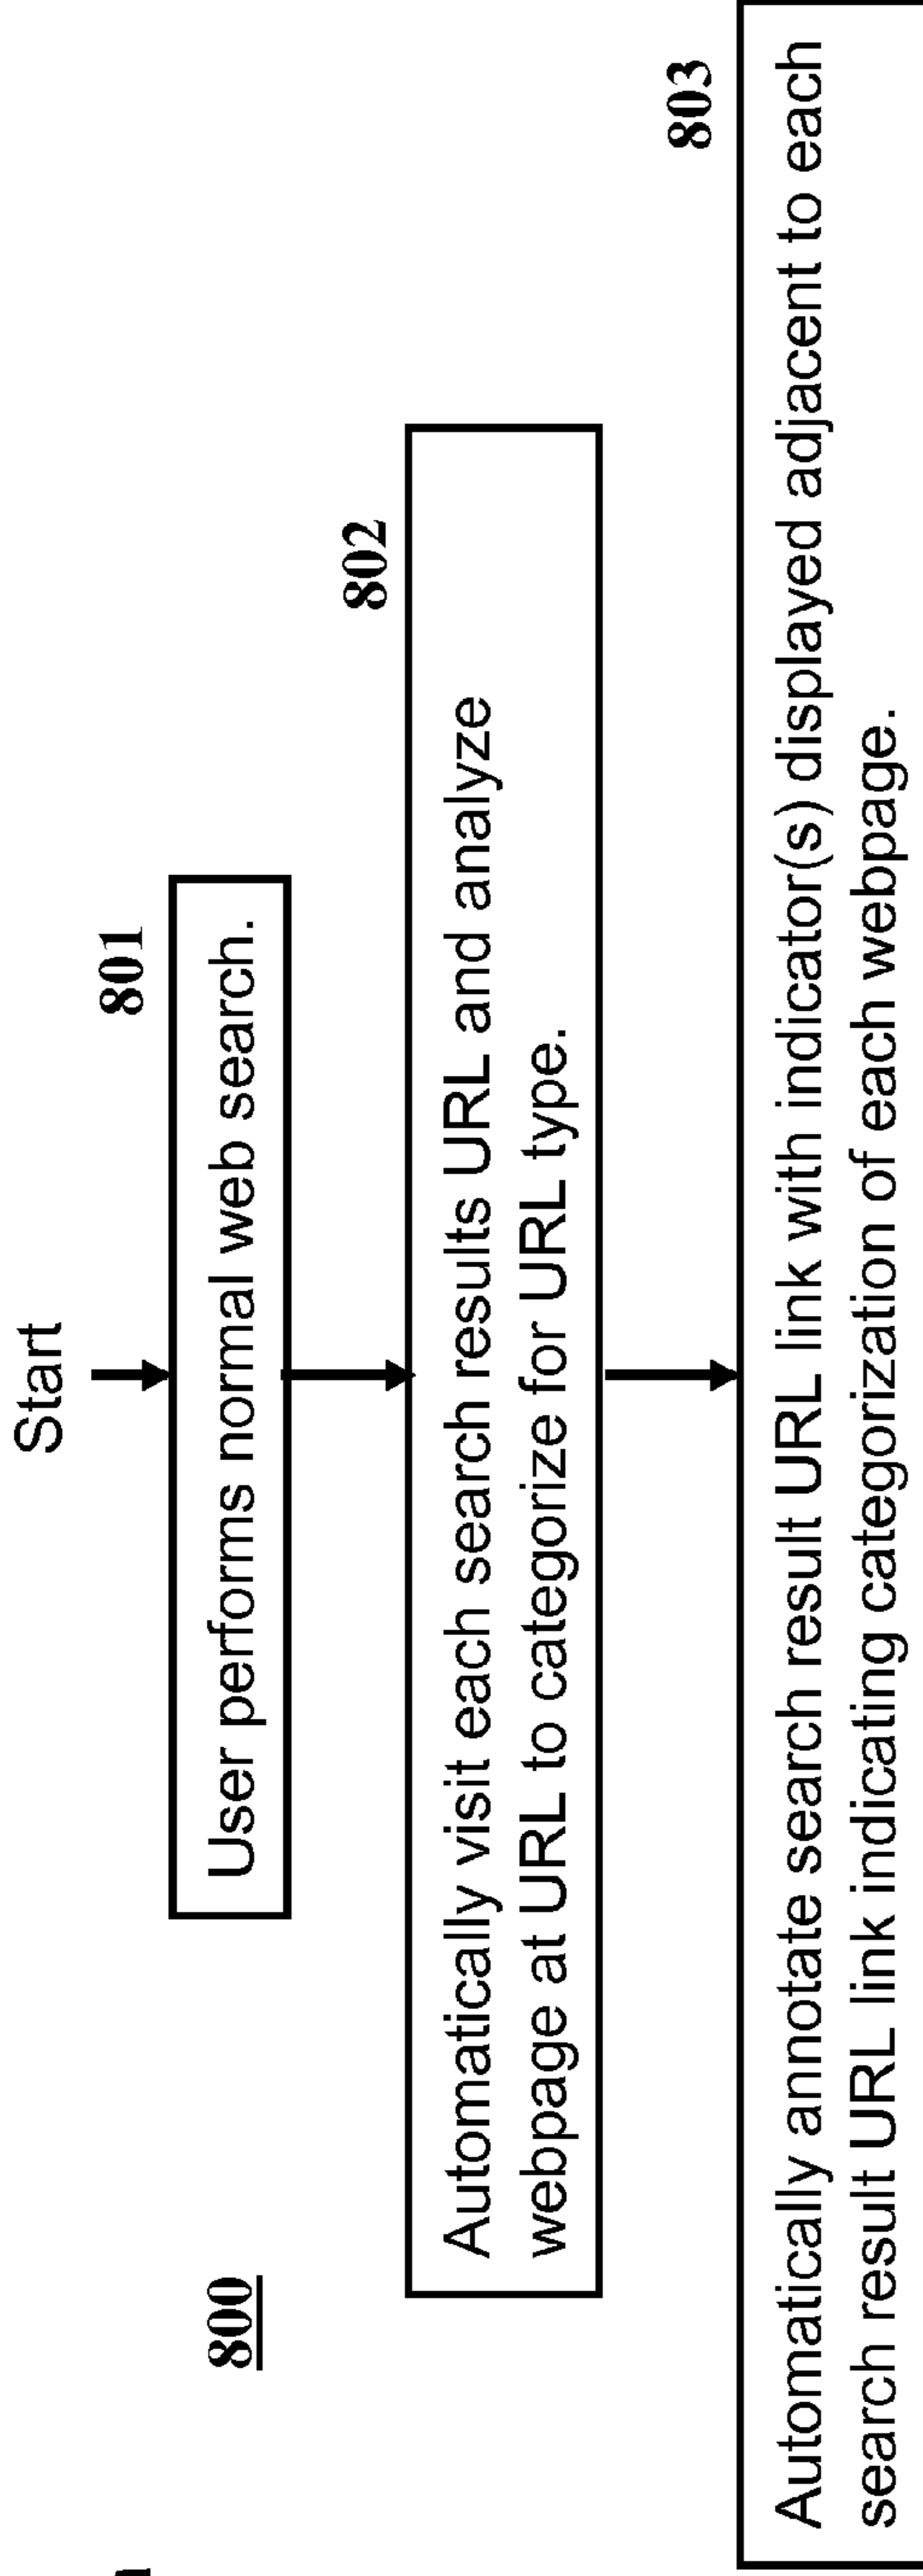 Start
801
User performs normal web search.
800
802
Automatically visit each search results URL and analyze
webpage at URL to categorize for URL type.
803
Automatically annotate search result URL link with indicator(s) displayed adjacent to each
search result URL link indicating categorization of each webpage.